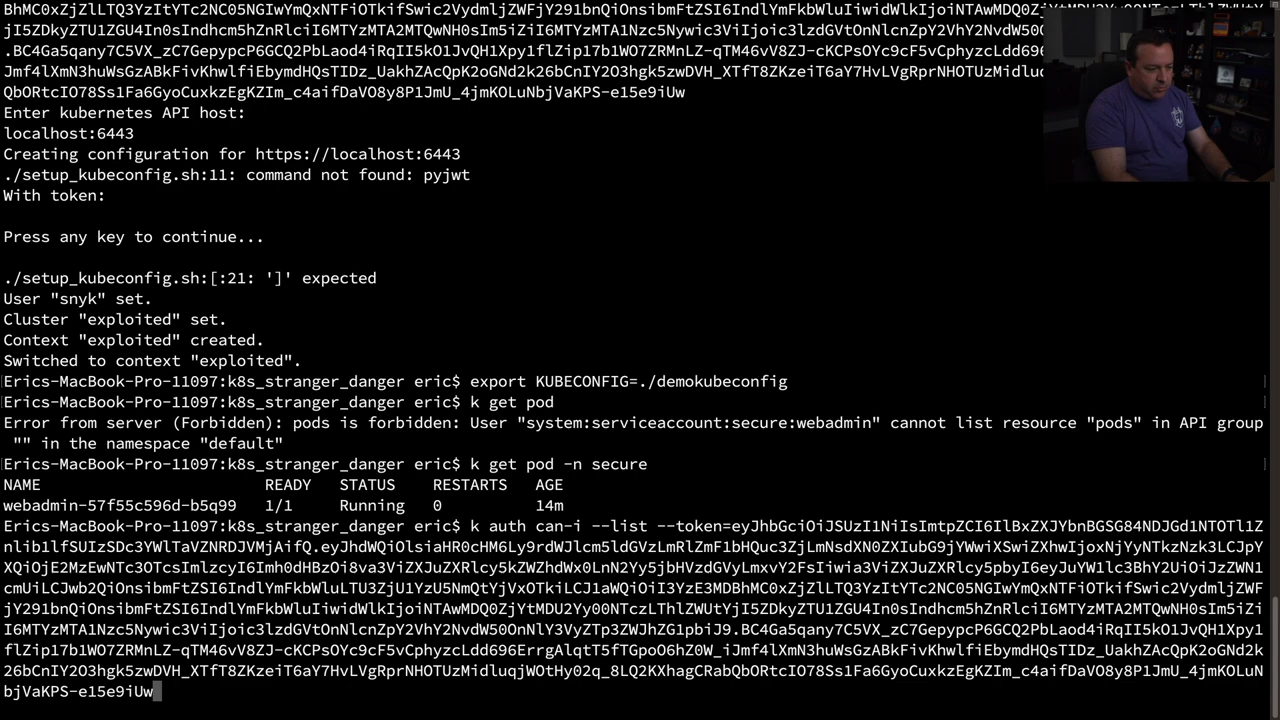 BhMC0xZjZlLTQ3YzItYTc2NC05NGIwYmQxNTFiOTkifSwic2VydmljZWFjY291bnQiOnsibmFtZSI6IndlYmFkbWluIiwidWlkIjoi
jI5ZDkyZTU1ZGU4In0sIndhcm5hZnRlciI6MTYzMTA2MTQwNH0sIm5iZiI6MTYzMTA1Nzc5Nywic3ViIjoic3lzdGVtOnNlcnZpY2VhY2NvdW50OnNlY3
.BC4Ga5qany7C5VX_zC7GepypcP6GCQ2PbLaod4iRqII5kO1JvQH1Xpy1flZip17b1WO7ZRMnLZ-qTM46vV8ZJ-cKCPsOYc9cF5vCphyzcLdd696
Jmf4lXmN3huWsGzABkFivKhwlfiEbymdHQsTIDz_UakhZAcQpK2oGNd2k26bCnIY2O3hgk5zwDVH_XTfT8ZKzeiT6aY7HvLVgRprNHOTUzMidluq
QbORtcIO78Ss1Fa6GyoCuxkzEgKZIm_c4aifDaVO8y8P1JmU_4jmKOLuNbjVaKPS-e15e9iUw
Enter kubernetes API host:
localhost:6443
Creating configuration for https://localhost:6443
./setup_kubeconfig.sh:11: command not found: pyjwt
With token:
Press any key to continue...
./setup_kubeconfig.sh:[:21: ']' expected
User "snyk" set.
Cluster "exploited" set.
Context "exploited" created.
Switched to context "exploited".
Erics-MacBook-Pro-11097:k8s_stranger_danger eric$ export KUBECONFIG=./demokubeconfig
Erics-MacBook-Pro-11097:k8s_stranger_danger eric$ k get pod
Error from server (Forbidden): pods is forbidden: User "system:serviceaccount:secure:webadmin" cannot list resource "pods" in API group
"" in the namespace "default"
Erics-MacBook-Pro-11097:k8s_stranger_danger eric$ k get pod -n secure
NAME READY STATUS RESTARTS AGE
webadmin-57f55c596d-b5q99 1/1 Running 0 14m
Erics-MacBook-Pro-11097:k8s_stranger_danger eric$ k auth can-i --list --token=eyJhbGciOiJSUzI1NiIsImtpZCI6IlBxZXJYbnBGSG84NDJGd1NTOTl1Z
nlib1lfSUIzSDc3YWlTaVZNRDJVMjAifQ.eyJhdWQiOlsiaHR0cHM6Ly9rdWJlcm5ldGVzLmRlZmF1bHQuc3ZjLmNsdXN0ZXIubG9jYWwiXSwiZXhwIjoxNjYyNTkzNzk3LCJpY
XQiOjE2MzEwNTc3OTcsImlzcyI6Imh0dHBzOi8va3ViZXJuZXRlcy5kZWZhdWx0LnN2Yy5jbHVzdGVyLmxvY2FsIiwia3ViZXJuZXRlcy5pbyI6eyJuYW1lc3BhY2UiOiJzZWN1
cmUiLCJwb2QiOnsibmFtZSI6IndlYmFkbWluLTU3ZjU1YzU5NmQtYjVxOTkiLCJ1aWQiOiI3YzE3MDBhMC0xZjZlLTQ3YzItYTc2NC05NGIwYmQxNTFiOTkifSwic2VydmljZWF
jY291bnQiOnsibmFtZSI6IndlYmFkbWluIiwidWlkIjoiNTAwMDQ0ZjctMDU2Yy00NTczLThlZWUtYjI5ZDkyZTU1ZGU4In0sIndhcm5hZnRlciI6MTYzMTA2MTQwNH0sIm5iZi
I6MTYzMTA1Nzc5Nywic3ViIjoic3lzdGVtOnNlcnZpY2VhY2NvdW50OnNlY3VyZTp3ZWJhZG1pbiJ9.BC4Ga5qany7C5VX_zC7GepypcP6GCQ2PbLaod4iRqII5kO1JvQH1Xpy1
flZip17b1WO7ZRMnLZ-qTM46vV8ZJ-cKCPsOYc9cF5vCphyzcLdd696ErrgAlqtT5fTGpoO6hZ0W_iJmf4lXmN3huWsGzABkFivKhwlfiEbymdHQsTIDz_UakhZAcQpK2oGNd2k
26bCnIY2O3hgk5zwDVH_XTfT8ZKzeiT6aY7HvLVgRprNHOTUzMidluqjWOtHy02q_8LQ2KXhagCRabQbORtcIO78Ss1Fa6GyoCuxkzEgKZIm_c4aifDaVO8y8P1JmU_4jmKOLuN
bjVaKPS-e15e9iUw